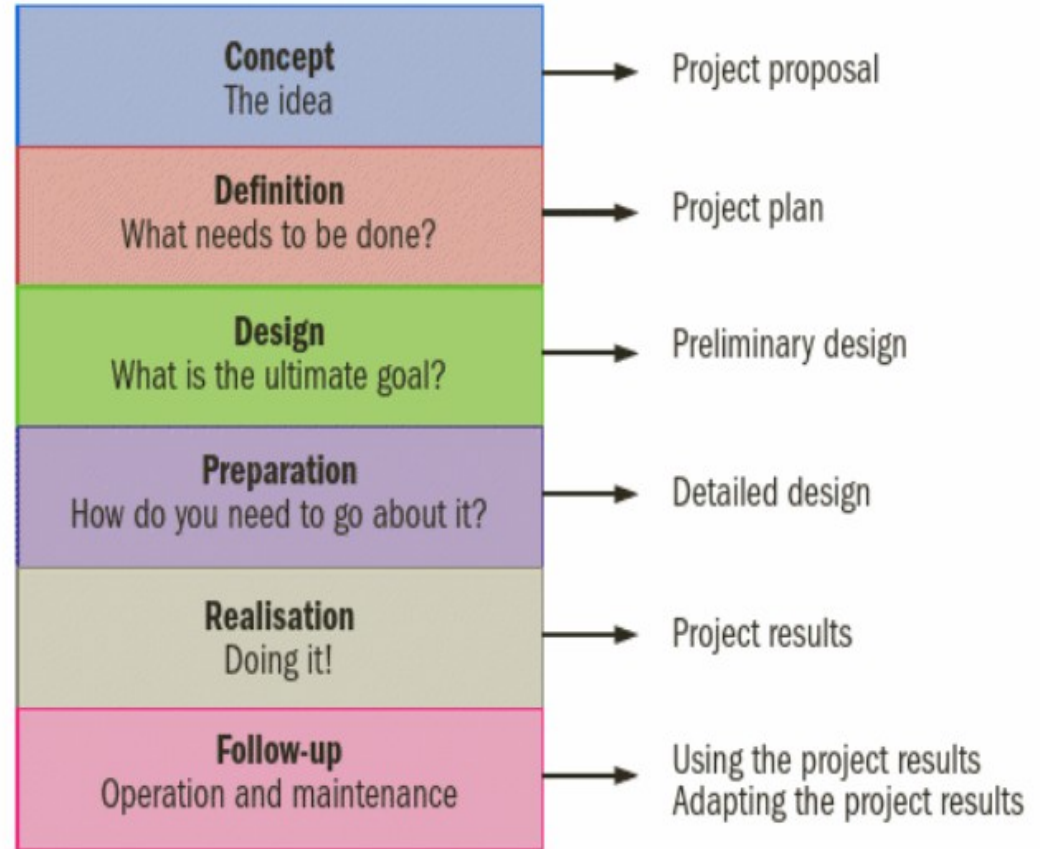 Concept
The idea
Project proposal
Definition
What needs to be done?
Project plan
Design
What is the ultimate goal?
Preliminary design
Preparation
How do you need to go about it?
Detailed design
Realisation
Doing it!
Project results
Follow-up
Operation and maintenance
Using the project results
Adapting the project results